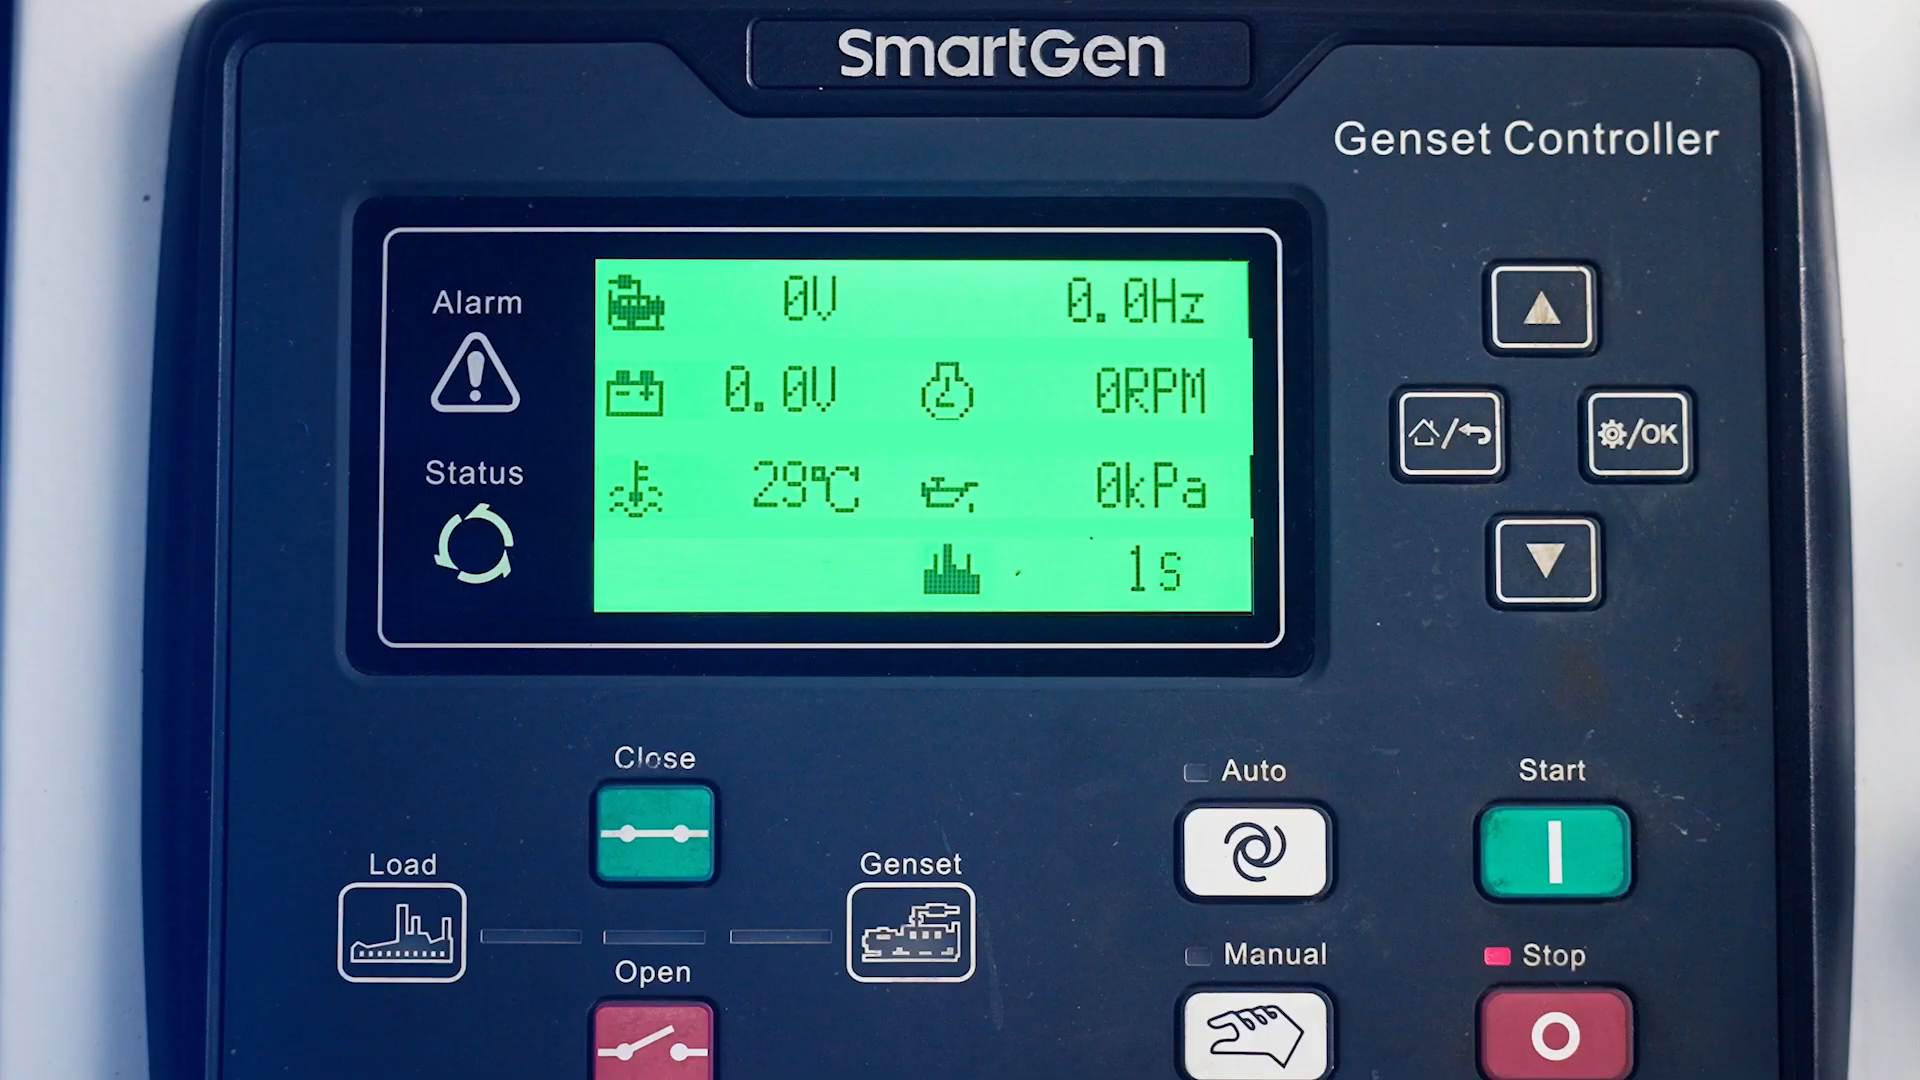 SmartGen
Genset Controller
Alarm
Status
0V 0.0Hz
0.0V 0RPM
29°C 0kPa
1s
/OK
Close
Auto
Start
Load
Genset
Manual
Stop
Open